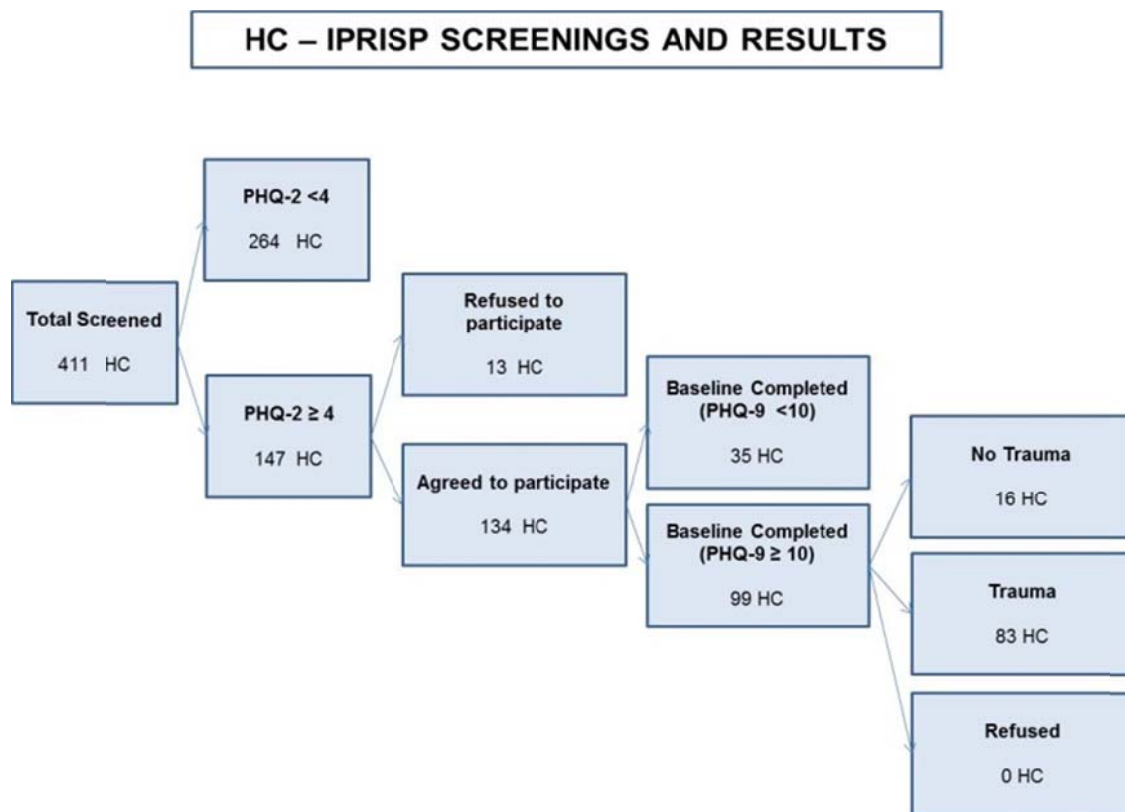 HC – IPRISP SCREENINGS AND RESULTS
PHQ-2 <4
264 HC
Total Screened
411 HC
PHQ-2 ≥ 4
147 HC
Refused to
participate
13 HC
Agreed to participate
134 HC
Baseline Completed
(PHQ-9 <10)
35 HC
Baseline Completed
(PHQ-9 ≥ 10)
99 HC
No Trauma
16 HC
Trauma
83 HC
Refused
0 HC